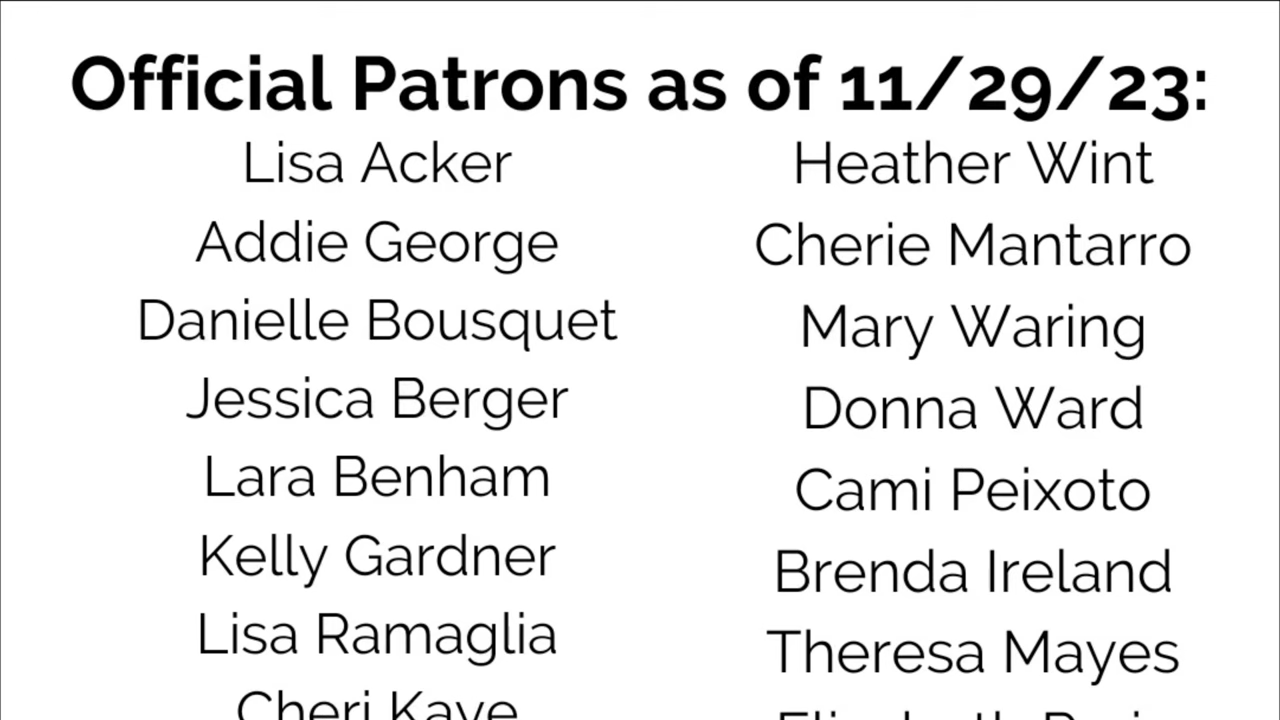 Official Patrons as of 11/29/23:
Lisa Acker
Addie George
Danielle Bousquet
Jessica Berger
Lara Benham
Kelly Gardner
Lisa Ramaglia
Cheri Kaye
Heather Wint
Cherie Mantarro
Mary Waring
Donna Ward
Cami Peixoto
Brenda Ireland
Theresa Mayes
Elizabeth